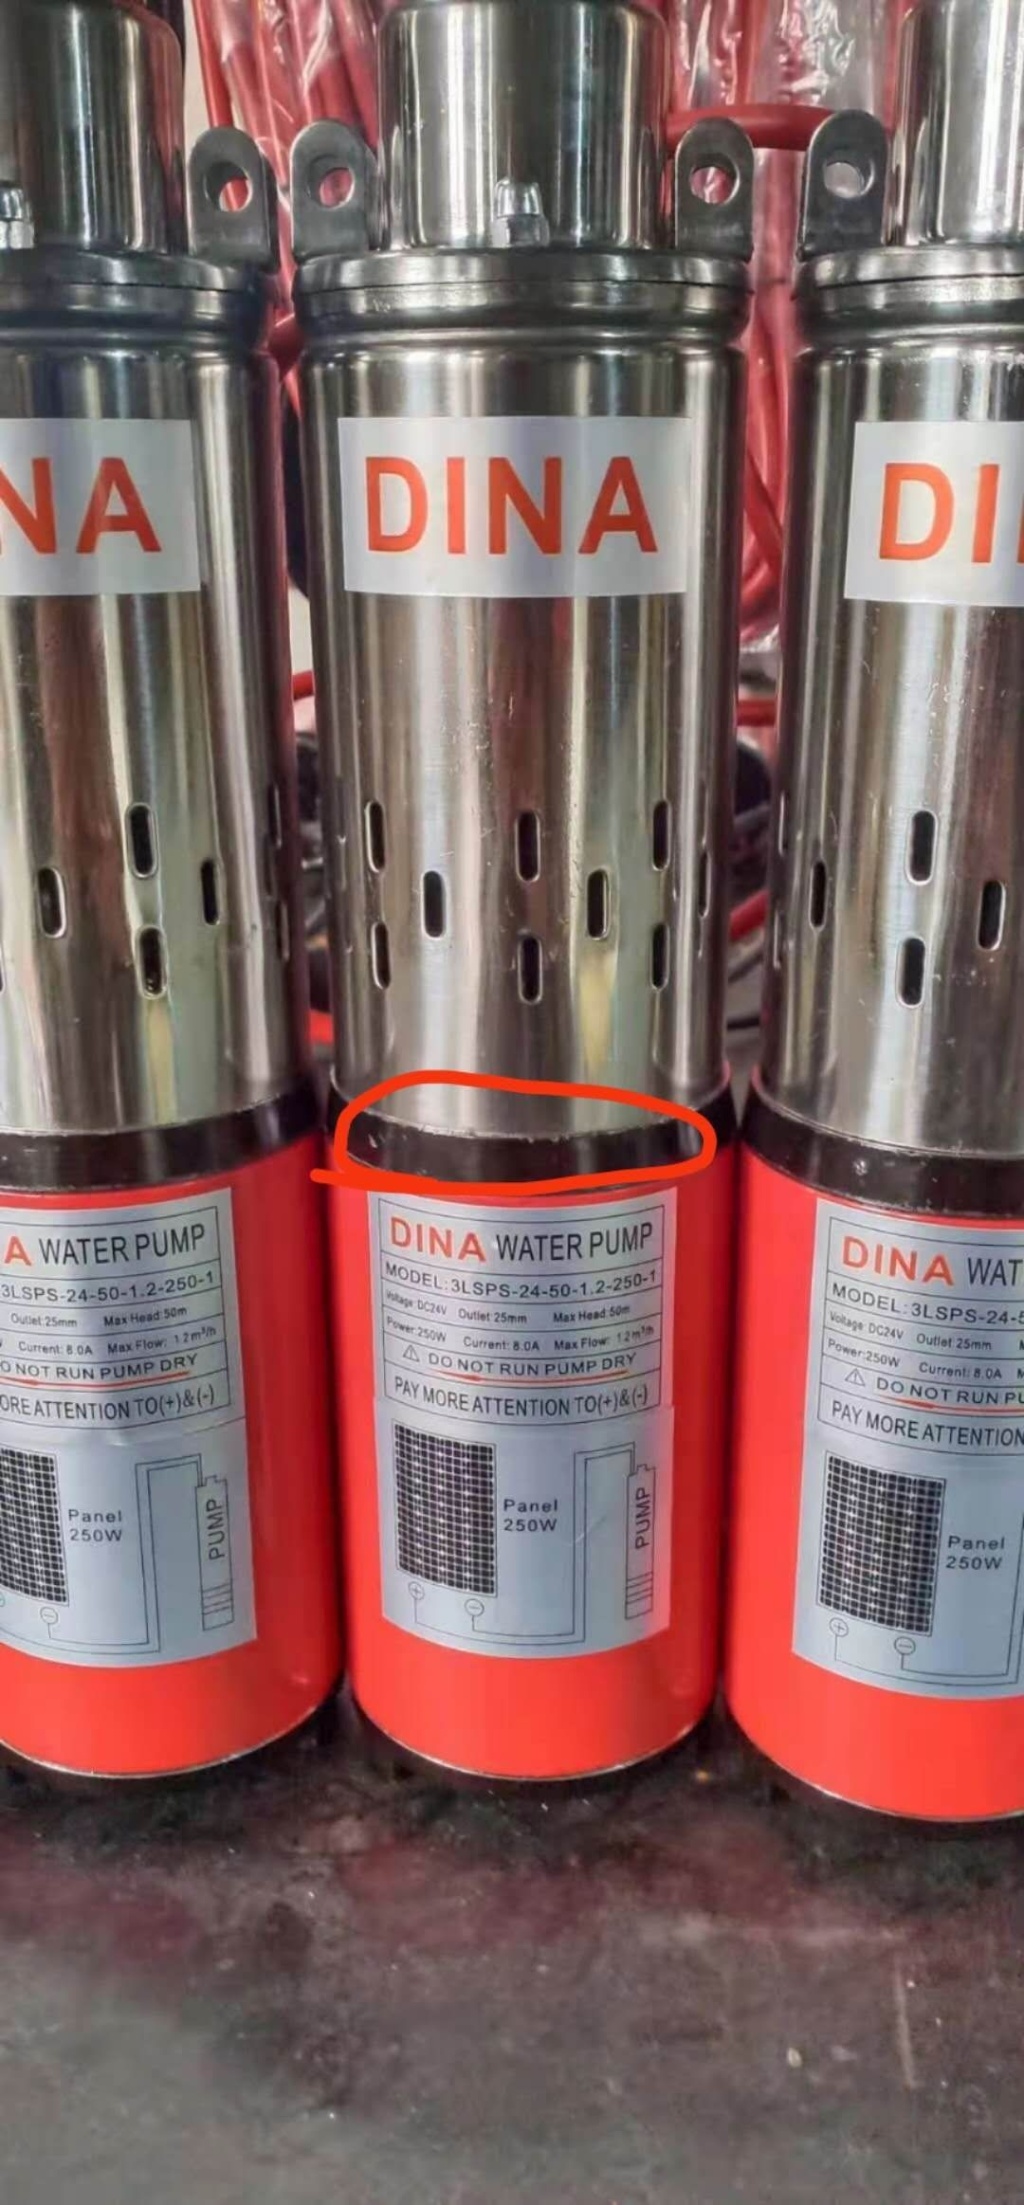 NA
DINA
DI
A WATER PUMP
3LSPS-24-50-1.2-250-1
Outlet:25mm Max Head:50m
Current: 8.0A Max Flow: 1.2m³/h
O NOT RUN PUMP DRY
ORE ATTENTION TO(+)&(-)
Panel
250W
PUMP
DINA WATER PUMP
MODEL:3LSPS-24-50-1.2-250-1
Voltage: DC24V Outlet:25mm Max Head:50m
Power:250W Current: 8.0A Max Flow: 1.2m³/h
⚠ DO NOT RUN PUMP DRY
PAY MORE ATTENTION TO(+)&(-)
Panel
250W
PUMP
+
-
DINA WAT
MODEL:3LSPS-24-5
Voltage: DC24V Outlet:25mm
Power:250W Current: 8.0A
⚠ DO NOT RUN PU
PAY MORE ATTENTION
Panel
250W
+
-